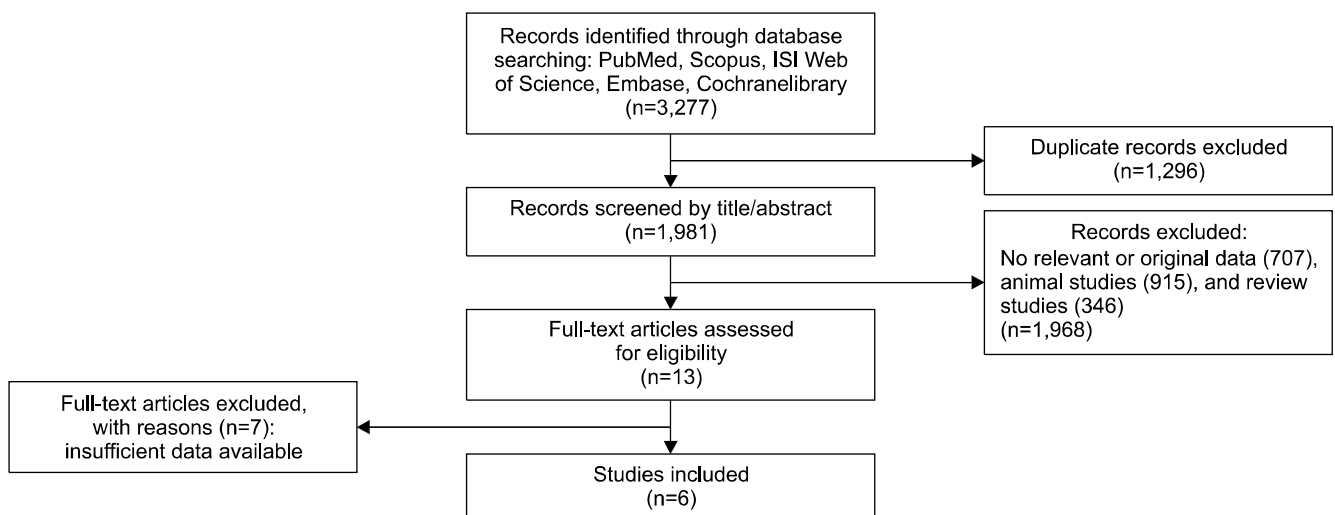 Records identified through database
searching: PubMed, Scopus, ISI Web
of Science, Embase, Cochranelibrary
(n=3,277)
Duplicate records excluded
(n=1,296)
Records screened by title/abstract
(n=1,981)
Records excluded:
No relevant or original data (707),
animal studies (915), and review
studies (346)
(n=1,968)
Full-text articles assessed
for eligibility
(n=13)
Full-text articles excluded,
with reasons (n=7):
insufficient data available
Studies included
(n=6)